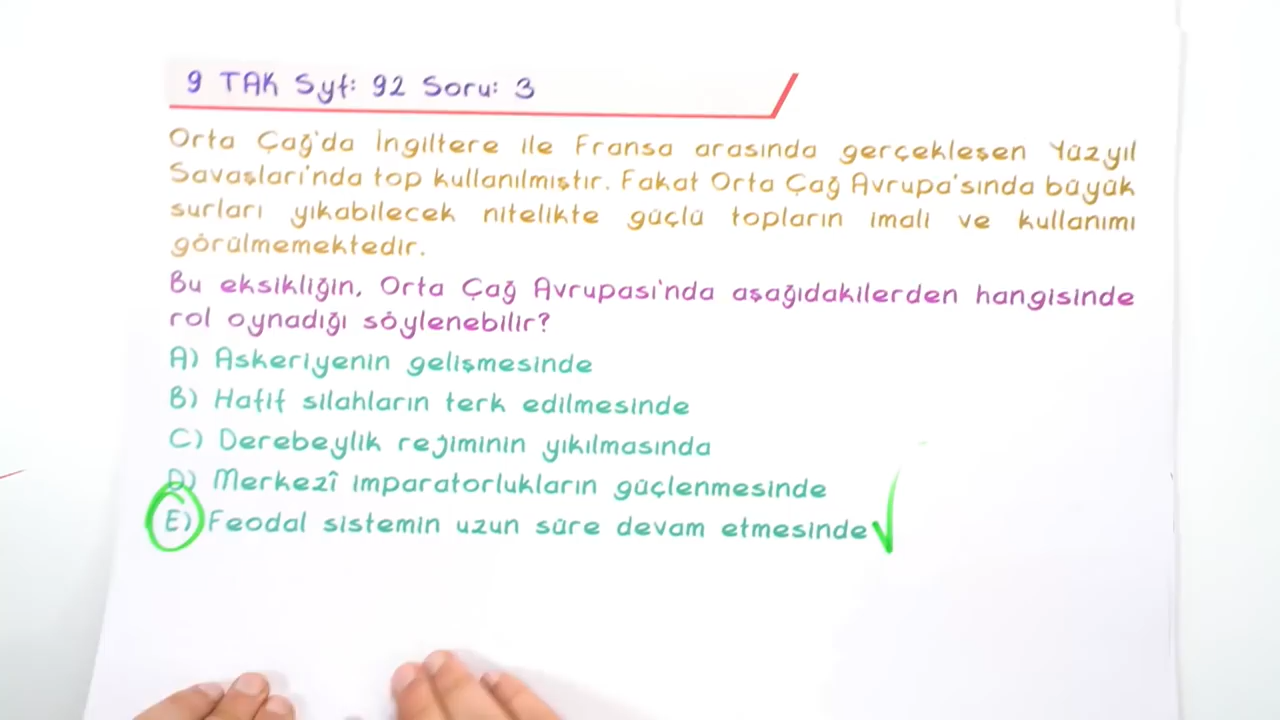 9 TAK Syf: 92 Soru: 3
Orta Çağ'da İngiltere ile Fransa arasında gerçekleşen Yüzyıl
Savaşları'nda top kullanılmıştır. Fakat Orta Çağ Avrupa'sında büyük
surları yıkabilecek nitelikte güçlü topların imali ve kullanımı
görülmemektedir.
Bu eksikliğin, Orta Çağ Avrupası'nda aşağıdakilerden hangisinde
rol oynadığı söylenebilir?
A) Askeriyenin gelişmesinde
B) Hafif silahların terk edilmesinde
C) Derebeylik rejiminin yıkılmasında
D) Merkezî imparatorlukların güçlenmesinde
E) Feodal sistemin uzun süre devam etmesinde